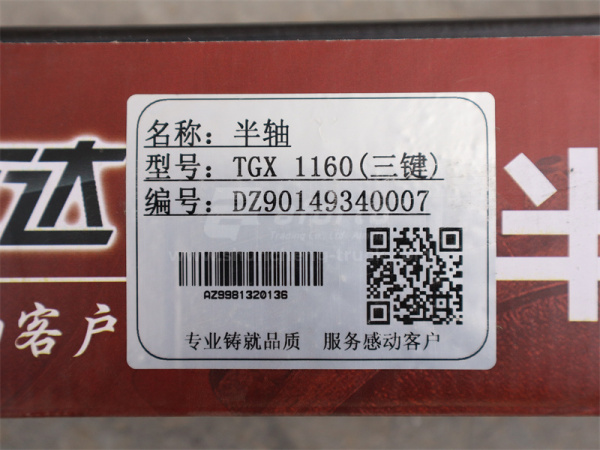 名称：半轴
型号：TGX 1160(三键)
编号：DZ90149340007
AZ9981320136
专业铸就品质 服务感动客户
达
客户
半